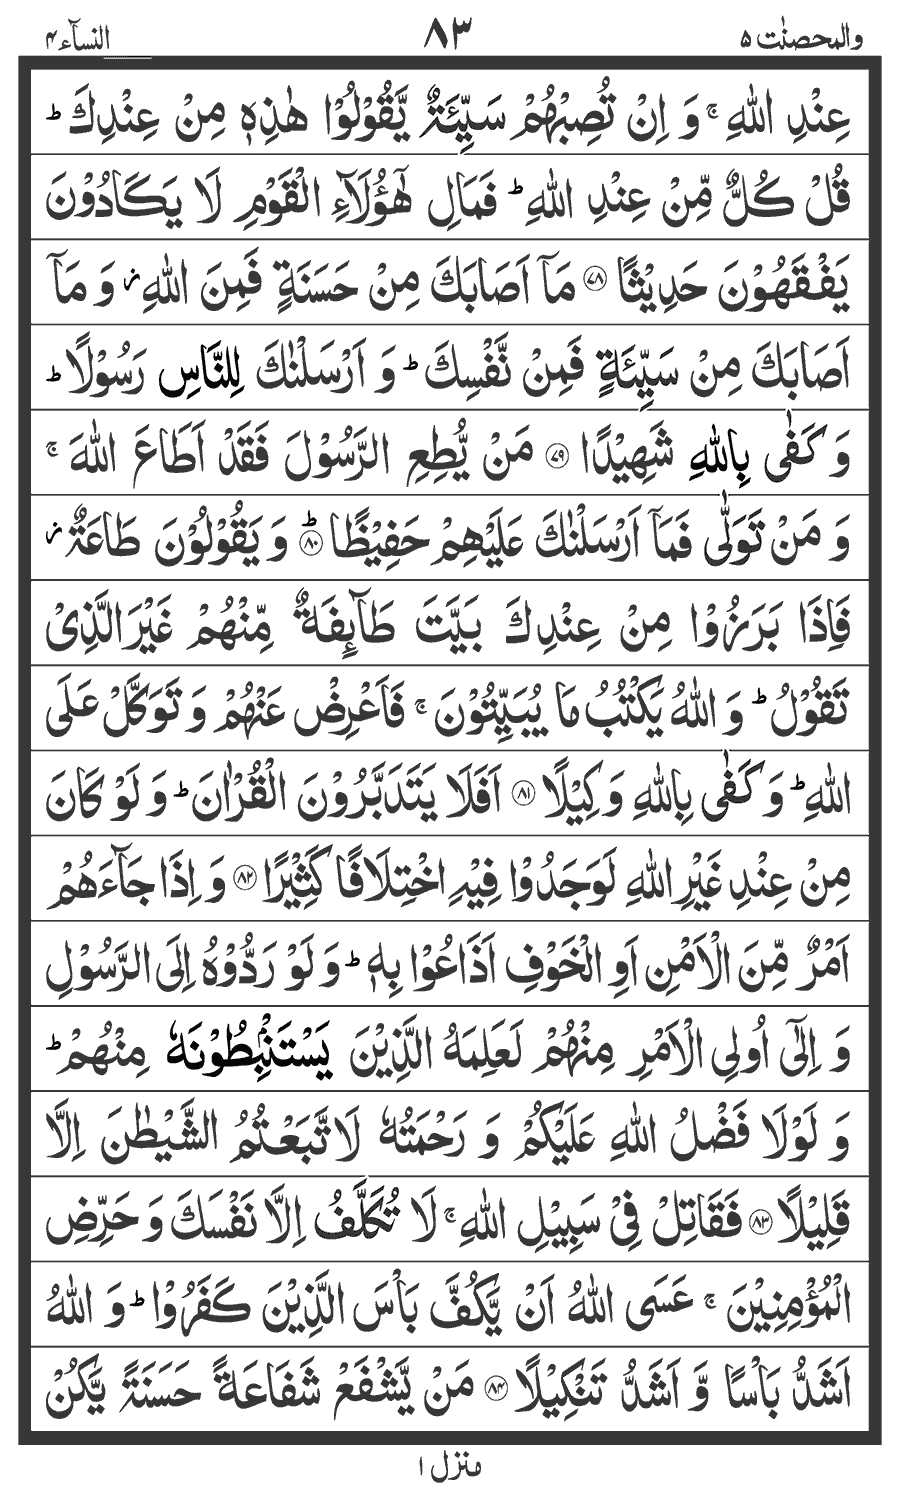 والمحصنٰت ۵
۸۳
النسآء ۴
عِنْدِ اللّٰهِ ۚ وَ اِنْ تُصِبْهُمْ سَيِّئَةٌ يَّقُوْلُوْا هٰذِهٖ مِنْ عِنْدِكَ ؕ
قُلْ كُلٌّ مِّنْ عِنْدِ اللّٰهِ ؕ فَمَالِ هٰۤؤُلَآءِ الْقَوْمِ لَا يَكَادُوْنَ
يَفْقَهُوْنَ حَدِيْثًا ۷۸ مَاۤ اَصَابَكَ مِنْ حَسَنَةٍ فَمِنَ اللّٰهِ ؗ وَ مَاۤ
اَصَابَكَ مِنْ سَيِّئَةٍ فَمِنْ نَّفْسِكَ ؕ وَ اَرْسَلْنٰكَ لِلنَّاسِ رَسُوْلًا ؕ
وَ كَفٰى بِاللّٰهِ شَهِيْدًا ۷۹ مَنْ يُّطِعِ الرَّسُوْلَ فَقَدْ اَطَاعَ اللّٰهَ ۚ
وَ مَنْ تَوَلّٰى فَمَاۤ اَرْسَلْنٰكَ عَلَيْهِمْ حَفِيْظًا ؕ ۸۰ وَ يَقُوْلُوْنَ طَاعَةٌ ؗ
فَاِذَا بَرَزُوْا مِنْ عِنْدِكَ بَيَّتَ طَآىِٕفَةٌ مِّنْهُمْ غَيْرَ الَّذِىْ
تَقُوْلُ ؕ وَ اللّٰهُ يَكْتُبُ مَا يُبَيِّتُوْنَ ۚ فَاَعْرِضْ عَنْهُمْ وَ تَوَكَّلْ عَلَى
اللّٰهِ ؕ وَ كَفٰى بِاللّٰهِ وَكِيْلًا ۸۱ اَفَلَا يَتَدَبَّرُوْنَ الْقُرْاٰنَ ؕ وَ لَوْ كَانَ
مِنْ عِنْدِ غَيْرِ اللّٰهِ لَوَجَدُوْا فِيْهِ اخْتِلَافًا كَثِيْرًا ۸۲ وَ اِذَا جَآءَهُمْ
اَمْرٌ مِّنَ الْاَمْنِ اَوِ الْخَوْفِ اَذَاعُوْا بِهٖ ؕ وَ لَوْ رَدُّوْهُ اِلَى الرَّسُوْلِ
وَ اِلٰۤى اُولِى الْاَمْرِ مِنْهُمْ لَعَلِمَهُ الَّذِيْنَ يَسْتَنْۢبِطُوْنَهٗ مِنْهُمْ ؕ
وَ لَوْلَا فَضْلُ اللّٰهِ عَلَيْكُمْ وَ رَحْمَتُهٗ لَاتَّبَعْتُمُ الشَّيْطٰنَ اِلَّا
قَلِيْلًا ۸۳ فَقَاتِلْ فِىْ سَبِيْلِ اللّٰهِ ۚ لَا تُكَلَّفُ اِلَّا نَفْسَكَ وَ حَرِّضِ
الْمُؤْمِنِيْنَ ۚ عَسَى اللّٰهُ اَنْ يَّكُفَّ بَاْسَ الَّذِيْنَ كَفَرُوْا ؕ وَ اللّٰهُ
اَشَدُّ بَاْسًا وَّ اَشَدُّ تَنْكِيْلًا ۸۴ مَنْ يَّشْفَعْ شَفَاعَةً حَسَنَةً يَّكُنْ
منزل ۱